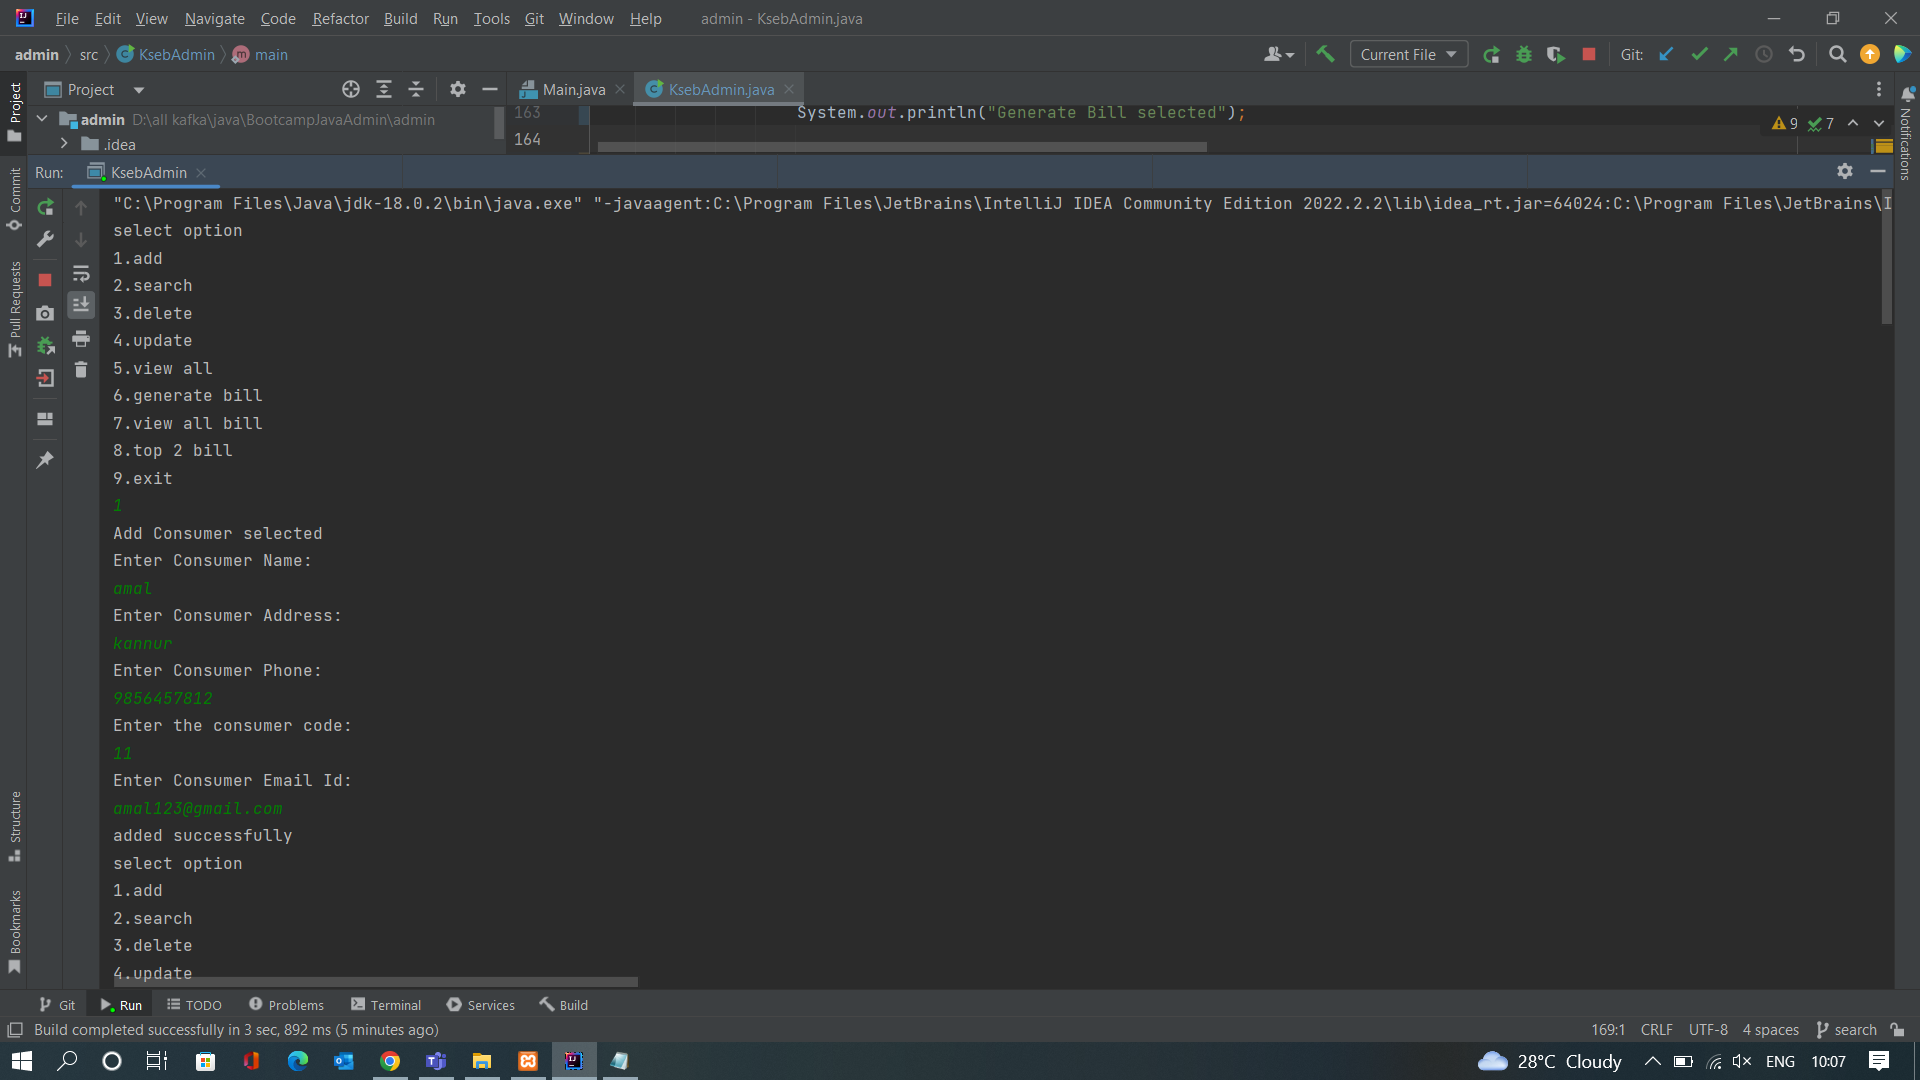 File Edit View Navigate Code Refactor Build Run Tools Git Window Help admin - KsebAdmin.java
admin src KsebAdmin main Current File Git:
Project Main.java KsebAdmin.java
admin D:\all kafka\java\BootcampJavaAdmin\admin 163 System.out.println("Generate Bill selected"); 9 7
.idea 164
Run: KsebAdmin
"C:\Program Files\Java\jdk-18.0.2\bin\java.exe" "-javaagent:C:\Program Files\JetBrains\IntelliJ IDEA Community Edition 2022.2.2\lib\idea_rt.jar=64024:C:\Program Files\JetBrains\I
select option
1.add
2.search
3.delete
4.update
5.view all
6.generate bill
7.view all bill
8.top 2 bill
9.exit
1
Add Consumer selected
Enter Consumer Name:
amal
Enter Consumer Address:
kannur
Enter Consumer Phone:
9856457812
Enter the consumer code:
11
Enter Consumer Email Id:
amal123@gmail.com
added successfully
select option
1.add
2.search
3.delete
4.update
Project
Commit
Pull Requests
Structure
Bookmarks
Notifications
Git Run TODO Problems Terminal Services Build
Build completed successfully in 3 sec, 892 ms (5 minutes ago) 169:1 CRLF UTF-8 4 spaces search
28°C Cloudy ENG 10:07